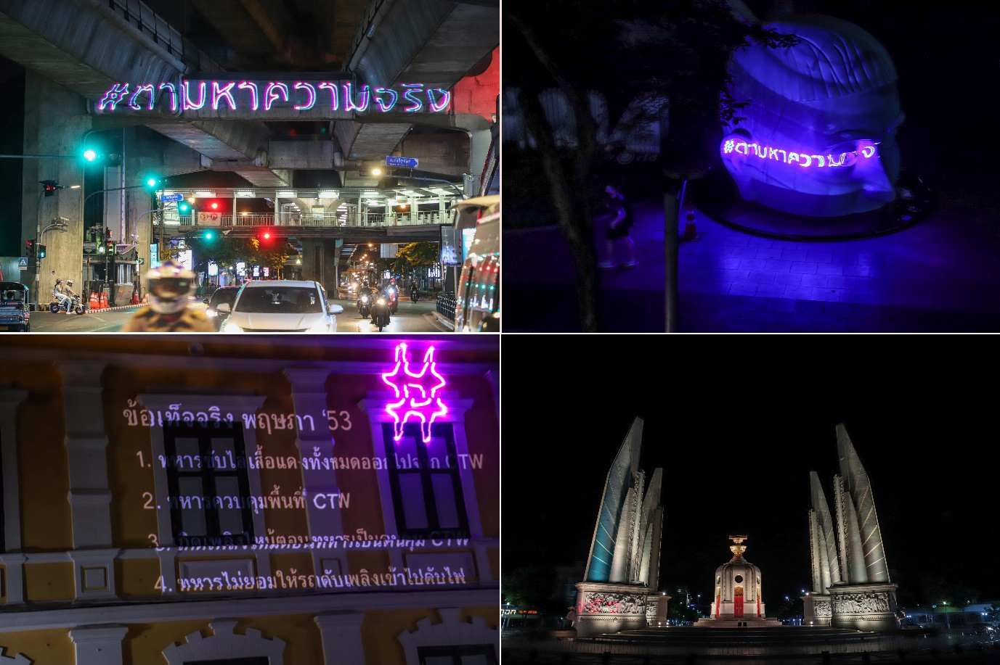 #ตามหาความจริง
#ตามหาความจ
#
ข้อเท็จจริง พฤษภา '53
1. ทหารขับไล่เสื้อแดงทั้งหมดออกไปจาก CTW
2. ทหารควบคุมพื้นที่ CTW
3. เกิดเพลิงไหม้ตอนทหารเป็นคนคุม CTW
4. ทหารไม่ยอมให้รถดับเพลิงเข้าไปดับไฟ